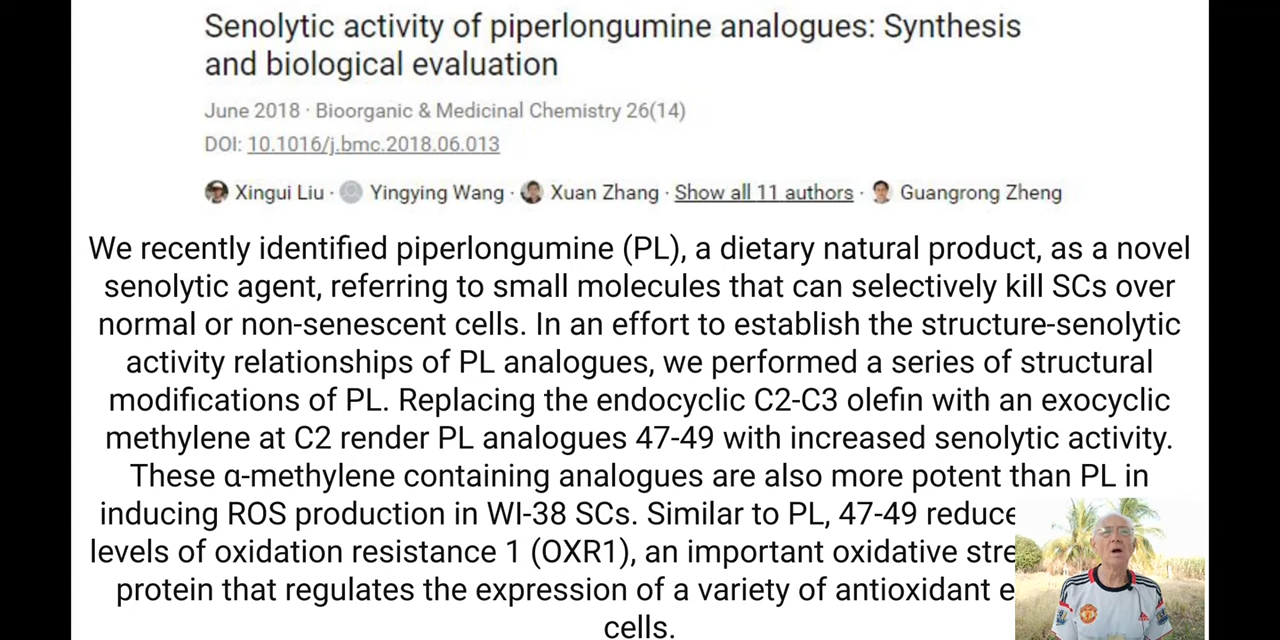 Senolytic activity of piperlongumine analogues: Synthesis
and biological evaluation
June 2018 · Bioorganic & Medicinal Chemistry 26(14)
DOI: 10.1016/j.bmc.2018.06.013
Xingui Liu · Yingying Wang · Xuan Zhang · Show all 11 authors · Guangrong Zheng
We recently identified piperlongumine (PL), a dietary natural product, as a novel
senolytic agent, referring to small molecules that can selectively kill SCs over
normal or non-senescent cells. In an effort to establish the structure-senolytic
activity relationships of PL analogues, we performed a series of structural
modifications of PL. Replacing the endocyclic C2-C3 olefin with an exocyclic
methylene at C2 render PL analogues 47-49 with increased senolytic activity.
These α-methylene containing analogues are also more potent than PL in
inducing ROS production in WI-38 SCs. Similar to PL, 47-49 reduce
levels of oxidation resistance 1 (OXR1), an important oxidative
protein that regulates the expression of a variety of antioxidant
cells.